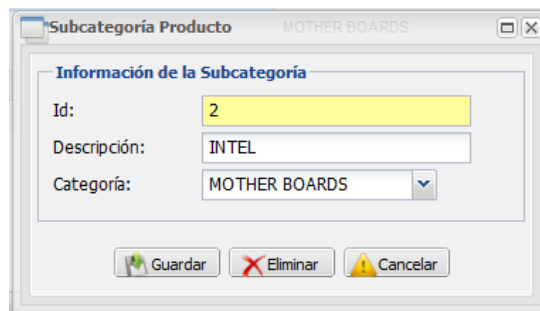 Subcategoría Producto MOTHER BOARDS
Información de la Subcategoría
Id: 2
Descripción: INTEL
Categoría: MOTHER BOARDS
Guardar Eliminar Cancelar